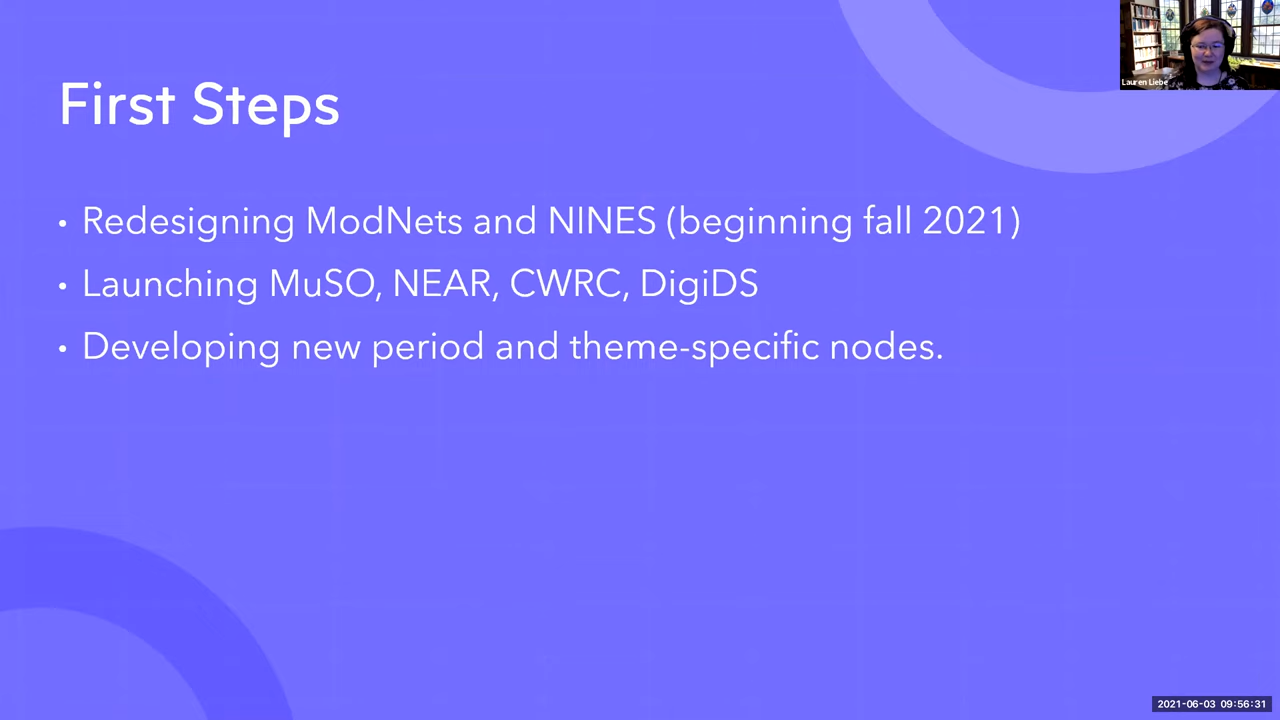 Lauren Liebe
First Steps
• Redesigning ModNets and NINES (beginning fall 2021)
• Launching MuSO, NEAR, CWRC, DigiDS
• Developing new period and theme-specific nodes.
2021-06-03 09:56:31